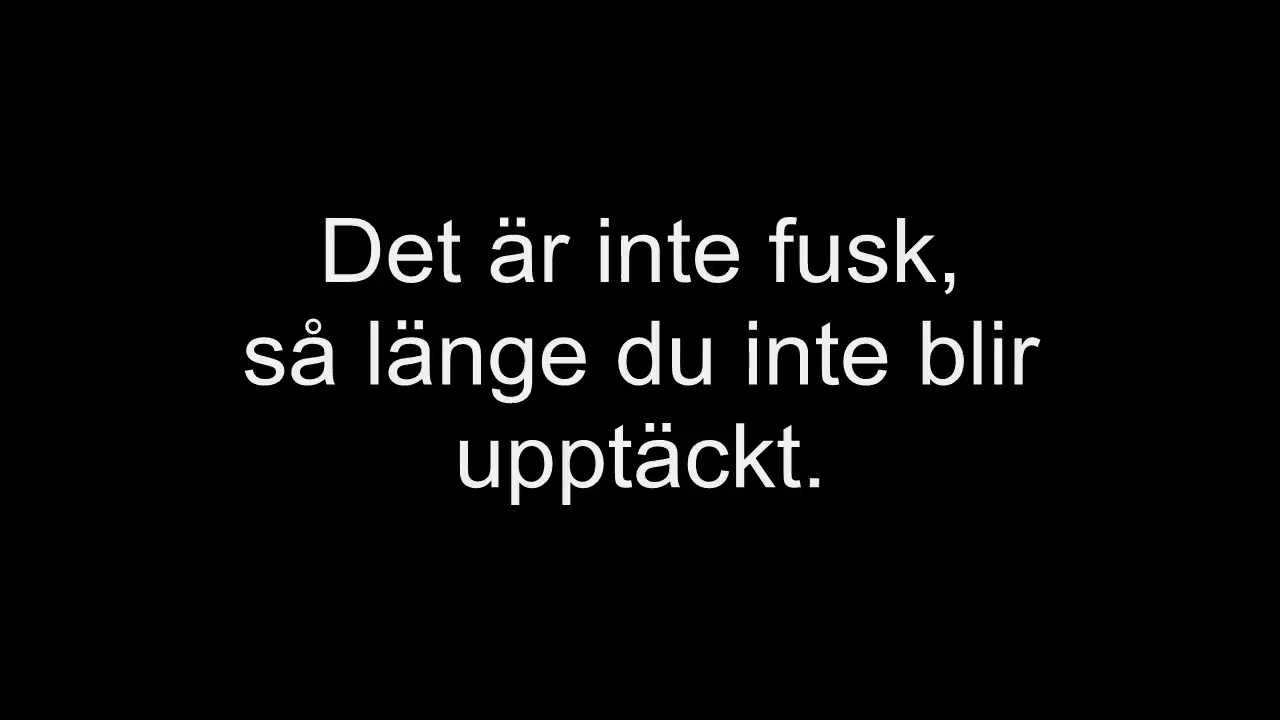 Det är inte fusk,
så länge du inte blir
upptäckt.